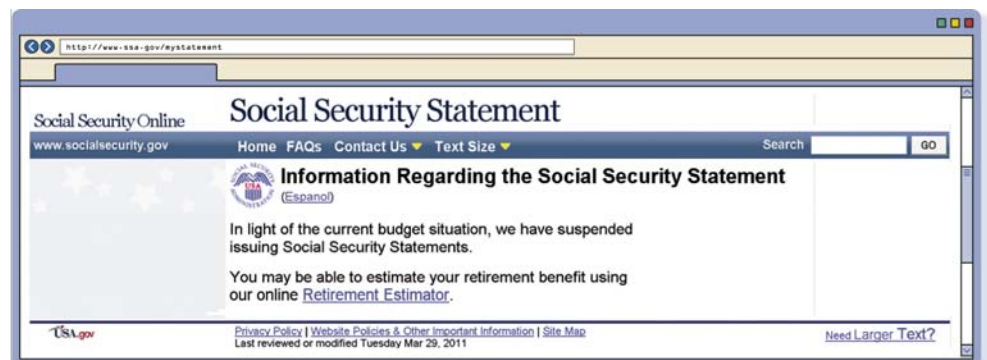 http://www-ssa-gov/mystatement
Social Security Online
Social Security Statement
www.socialsecurity.gov
Home FAQs Contact Us Text Size
Search GO
Information Regarding the Social Security Statement
(Espanol)
In light of the current budget situation, we have suspended
issuing Social Security Statements.
You may be able to estimate your retirement benefit using
our online Retirement Estimator.
USA.gov
Privacy Policy | Website Policies & Other Important Information | Site Map
Last reviewed or modified Tuesday Mar 29, 2011
Need Larger Text?